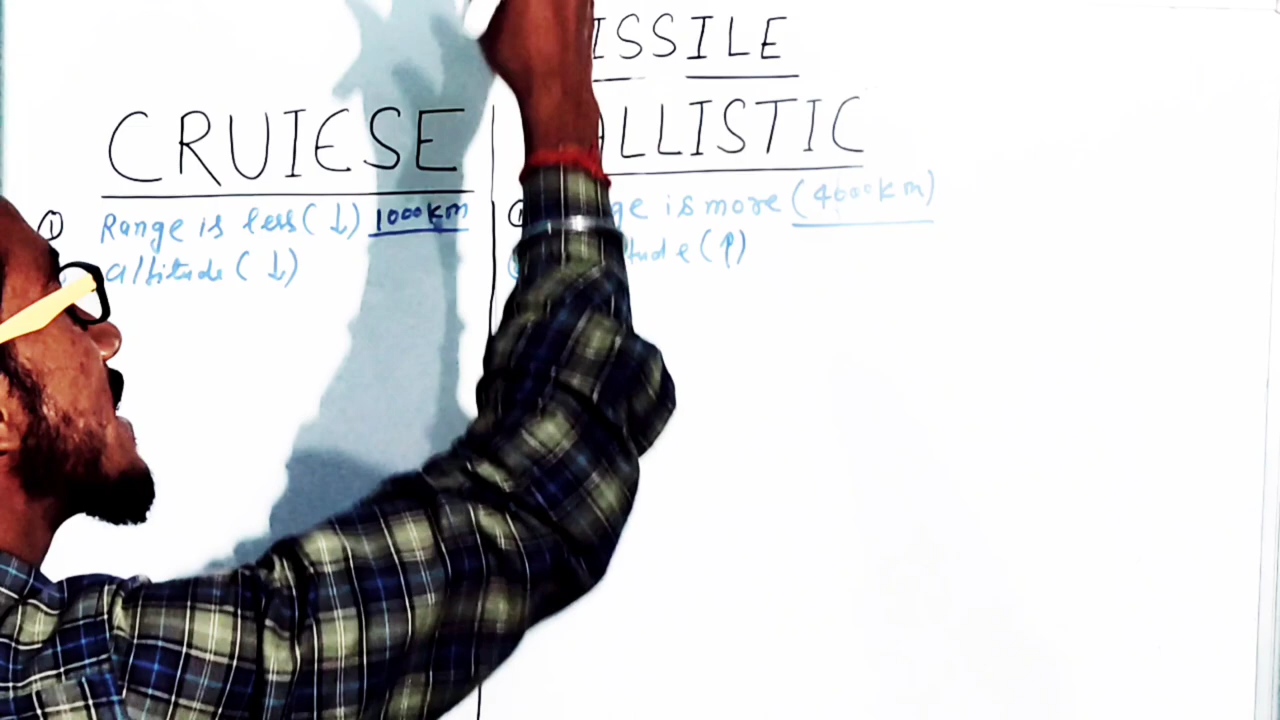 ISSILE
CRUIESE
ALLISTIC
① Range is less (↓) 1000km
altitude (↓)
ge is more (4000km)
tude (↑)